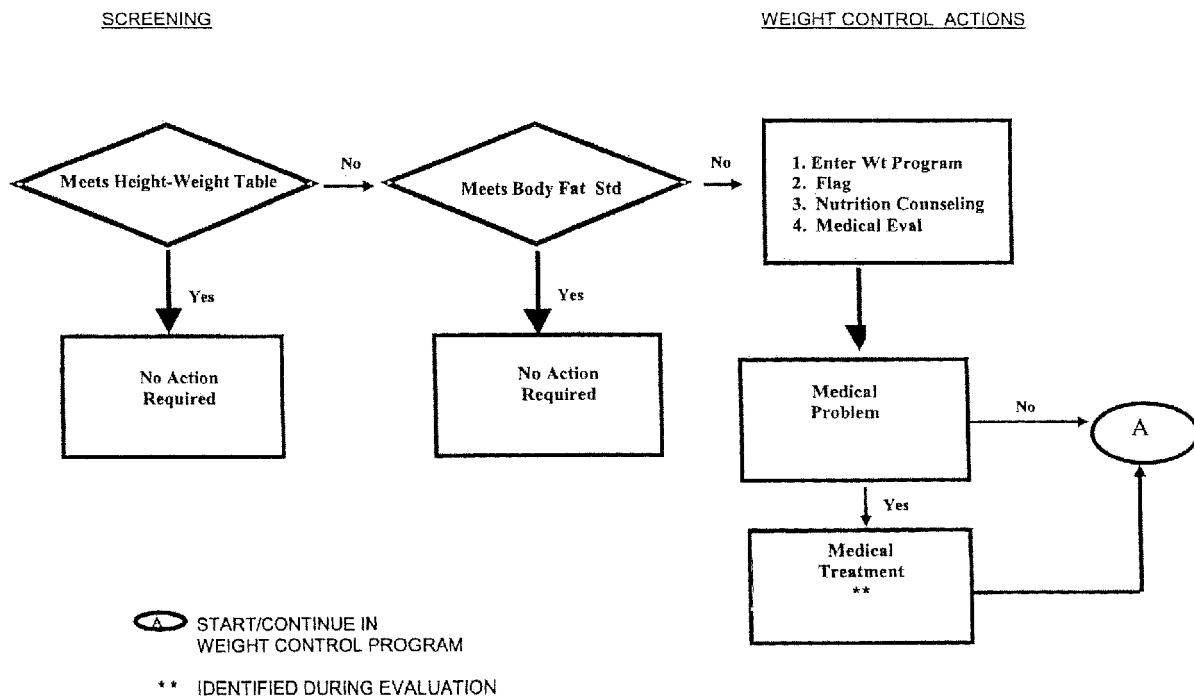 SCREENING
WEIGHT CONTROL ACTIONS
Meets Height-Weight Table
No
Meets Body Fat Std
No
1. Enter Wt Program
2. Flag
3. Nutrition Counseling
4. Medical Eval
Yes
No Action
Required
Yes
No Action
Required
Medical
Problem
No
A
Yes
Medical
Treatment
**
A START/CONTINUE IN
WEIGHT CONTROL PROGRAM
** IDENTIFIED DURING EVALUATION